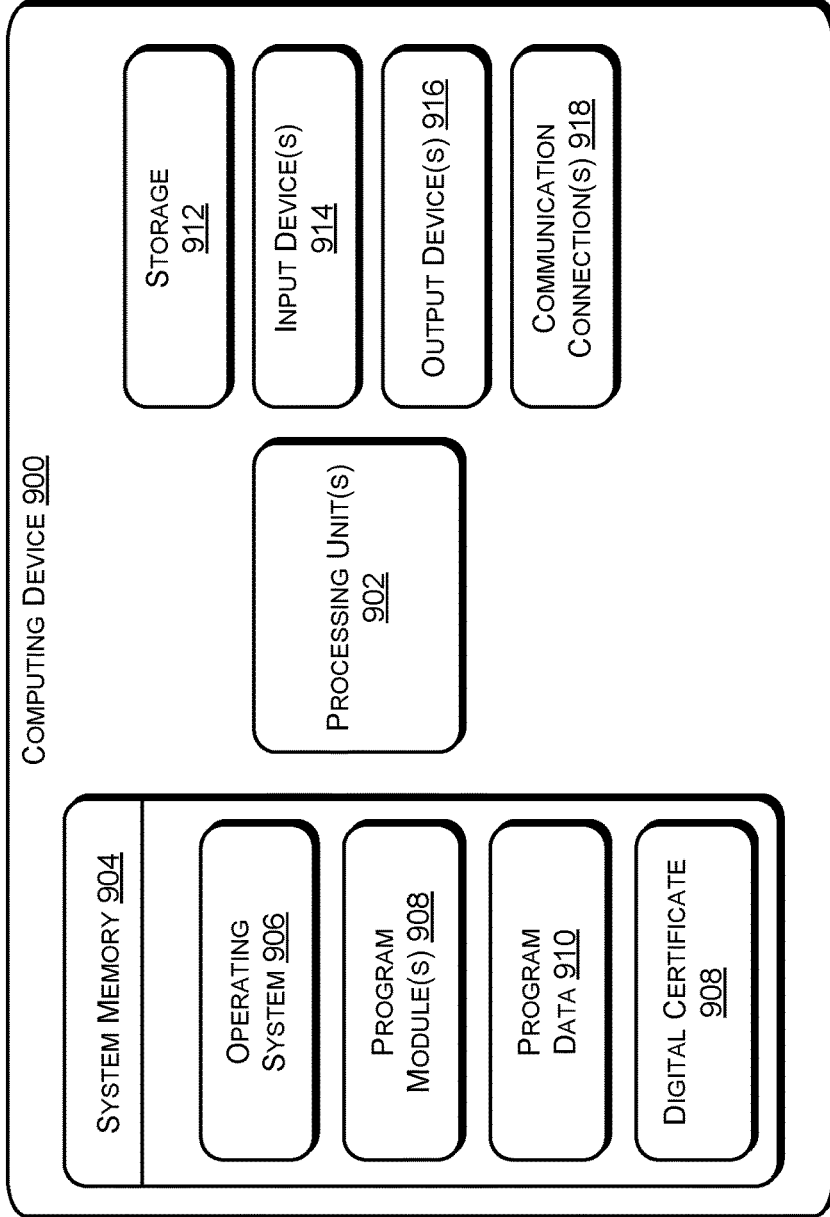 COMPUTING DEVICE 900
SYSTEM MEMORY 904
OPERATING
SYSTEM 906
PROGRAM
MODULE(S) 908
PROGRAM
DATA 910
DIGITAL CERTIFICATE
908
PROCESSING UNIT(S)
902
STORAGE
912
INPUT DEVICE(S)
914
OUTPUT DEVICE(S) 916
COMMUNICATION
CONNECTION(S) 918